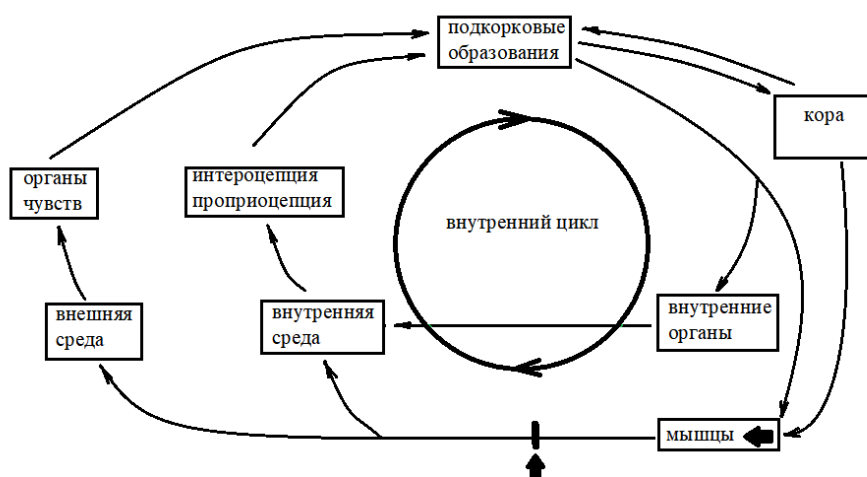 подкорковые
образования
кора
органы
чувств
интероцепция
проприоцепция
внутренний цикл
внешняя
среда
внутренняя
среда
внутренние
органы
мышцы